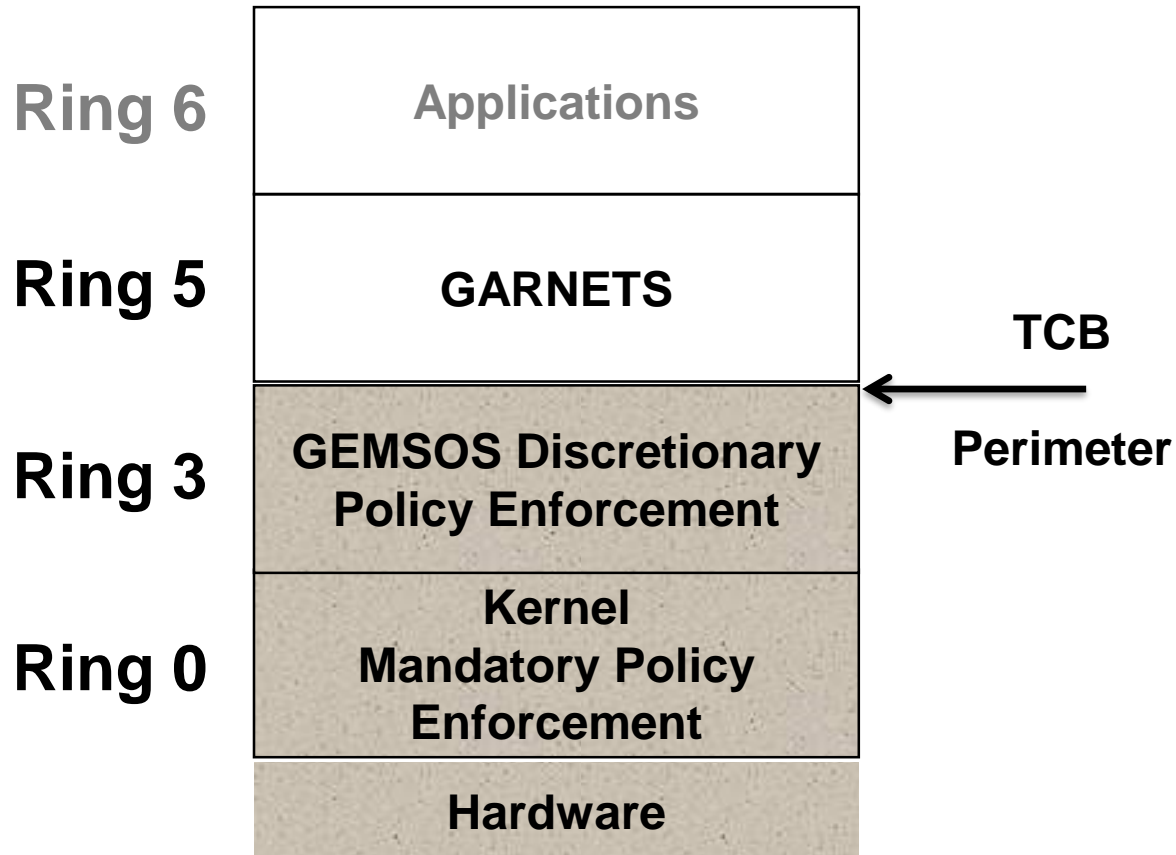 Ring 6
Applications
Ring 5
GARNETS
TCB
Perimeter
Ring 3
GEMSOS Discretionary
Policy Enforcement
Ring 0
Kernel
Mandatory Policy
Enforcement
Hardware